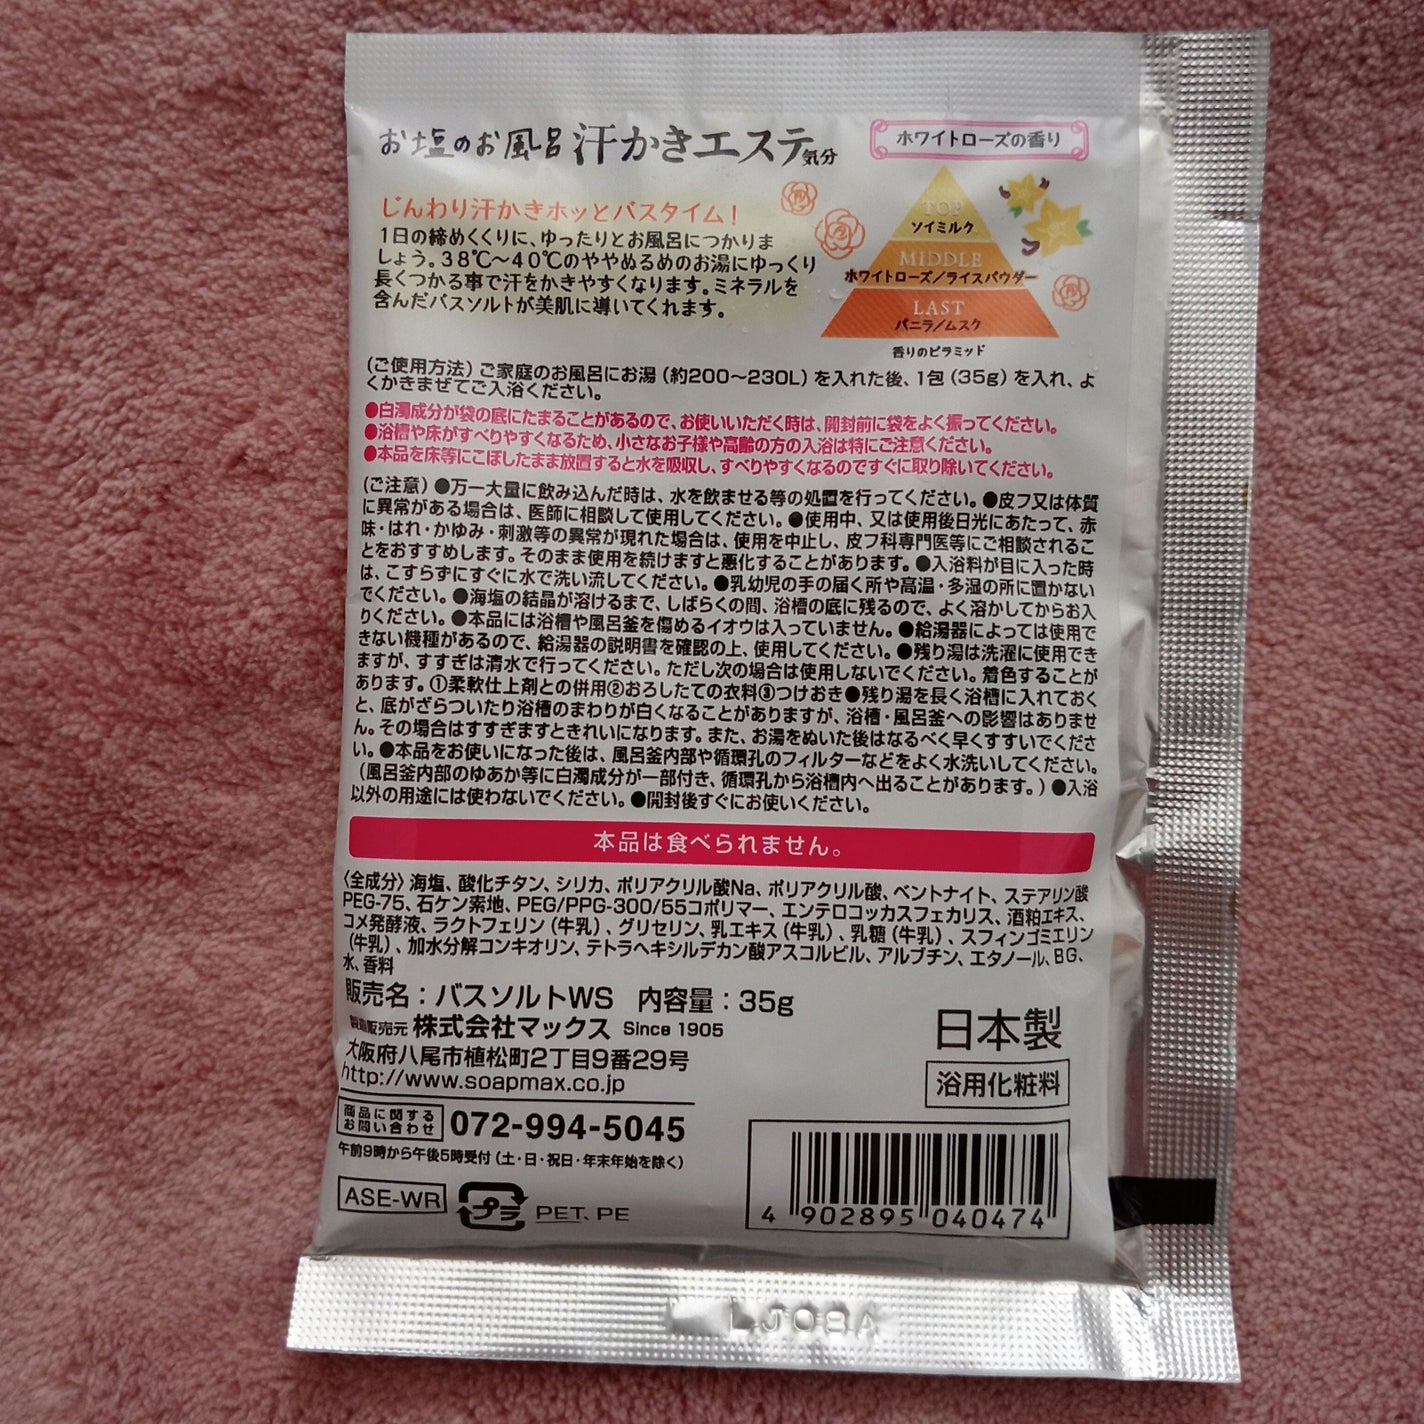 お塩のお風呂 汗かきエステ気分
ホワイトローズの香り
じんわり汗かきホッとバスタイム！
1日の締めくくりに、ゆったりとお風呂につかりま
しょう。38℃〜40℃のややぬるめのお湯にゆっくり
長くつかる事で汗をかきやすくなります。ミネラルを
含んだバスソルトが美肌に導いてくれます。
TOP
ソイミルク
MIDDLE
ホワイトローズ/ライスパウダー
LAST
バニラ/ムスク
香りのピラミッド
(ご使用方法) ご家庭のお風呂にお湯 (約200〜230L) を入れた後、1包 (35g) を入れ、よ
くかきまぜてご入浴ください。
●白濁成分が袋の底にたまることがあるので、お使いいただく時は、開封前に袋をよく振ってください。
●浴槽や床がすべりやすくなるため、小さなお子様や高齢の方の入浴は特にご注意ください。
●本品を床等にこぼしたまま放置すると水を吸収し、すべりやすくなるのですぐに取り除いてください。
(ご注意) ●万一大量に飲み込んだ時は、水を飲ませる等の処置を行ってください。●皮フ又は体質
に異常がある場合は、医師に相談して使用してください。●使用中、又は使用後日光にあたって、赤
味・はれ・かゆみ・刺激等の異常が現れた場合は、使用を中止し、皮フ科専門医等にご相談されるこ
とをおすすめします。そのまま使用を続けますと悪化することがあります。●入浴料が目に入った時
は、こすらずにすぐに水で洗い流してください。●乳幼児の手の届く所や高温・多湿の所に置かない
でください。●海塩の結晶が溶けるまで、しばらくの間、浴槽の底に残るので、よく溶かしてからお入
りください。●本品には浴槽や風呂釜を傷めるイオウは入っていません。●給湯器によっては使用で
きない機種があるので、給湯器の説明書を確認の上、使用してください。●残り湯は洗濯に使用でき
ますが、すすぎは清水で行ってください。ただし次の場合は使用しないでください。着色することが
あります。①柔軟仕上剤との併用②おろしたての衣料③つけおき●残り湯を長く浴槽に入れておく
と、底がざらついたり浴槽のまわりが白くなることがありますが、浴槽・風呂釜への影響はありませ
ん。その場合はすすぎますときれいになります。また、お湯をぬいた後はなるべく早くすすいでくださ
い。●本品をお使いになった後は、風呂釜内部や循環孔のフィルターなどをよく水洗いしてください。
(風呂釜内部のゆあか等に白濁成分が一部付き、循環孔から浴槽内へ出ることがあります。) ●入浴
以外の用途には使わないでください。●開封後すぐにお使いください。
本品は食べられません。
〈全成分〉海塩、酸化チタン、シリカ、ポリアクリル酸Na、ポリアクリル酸、ベントナイト、ステアリン酸
PEG-75、石ケン素地、PEG/PPG-300/55コポリマー、エンテロコッカスフェカリス、酒粕エキス、
コメ発酵液、ラクトフェリン (牛乳) 、グリセリン、乳エキス (牛乳) 、乳糖 (牛乳) 、スフィンゴミエリン
(牛乳) 、加水分解コンキオリン、テトラヘキシルデカン酸アスコルビル、アルブチン、エタノール、BG、
水、香料
販売名：バスソルトWS 内容量：35g
製造販売元 株式会社マックス Since 1905
大阪府八尾市植松町2丁目9番29号
http://www.soapmax.co.jp
日本製
浴用化粧料
商品に関する
お問い合わせ 072-994-5045
午前9時から午後5時受付 (土・日・祝日・年末年始を除く)
ASE-WR プラ PET、PE
4 902895 040474
LJ08A